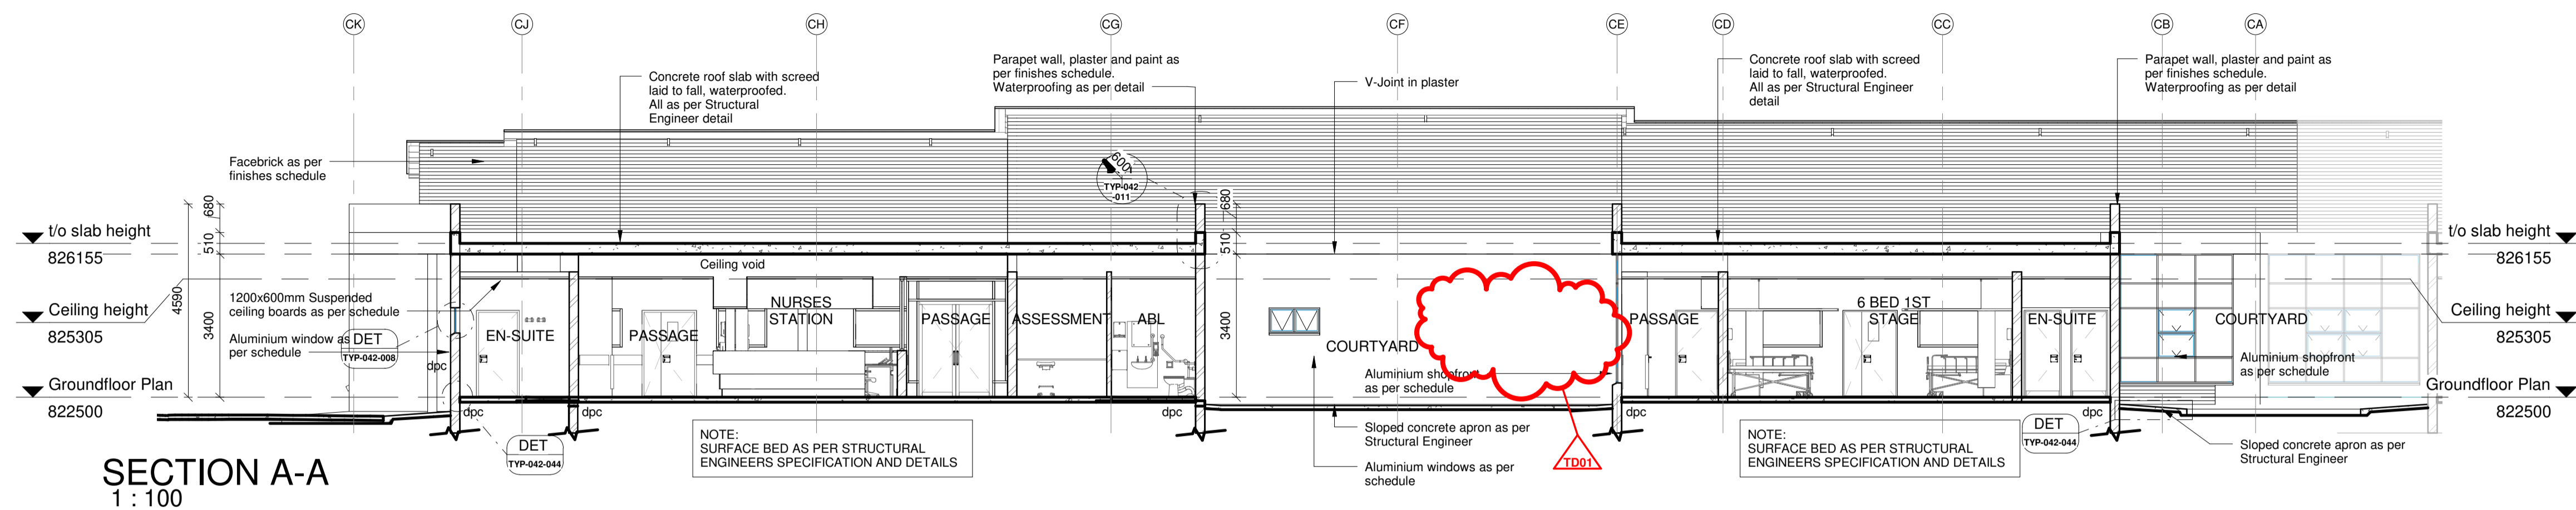 CK
CJ
CH
CG
CF
CE
CD
CC
CB
CA
Concrete roof slab with screed
laid to fall, waterproofed.
All as per Structural
Engineer detail
Parapet wall, plaster and paint as
per finishes schedule.
Waterproofing as per detail
V-Joint in plaster
Concrete roof slab with screed
laid to fall, waterproofed.
All as per Structural Engineer
detail
Parapet wall, plaster and paint as
per finishes schedule.
Waterproofing as per detail
Facebrick as per
finishes schedule
600
TYP-042
-011
680
510
4590
3400
680
510
3400
t/o slab height
826155
Ceiling height
825305
Groundfloor Plan
822500
1200x600mm Suspended
ceiling boards as per schedule
Aluminium window as
per schedule
DET
TYP-042-008
dpc
Ceiling void
EN-SUITE
PASSAGE
NURSES
STATION
PASSAGE
ASSESSMENT
ABL
COURTYARD
PASSAGE
6 BED 1ST
STAGE
EN-SUITE
COURTYARD
Aluminium shopfront
as per schedule
Aluminium shopfront
as per schedule
t/o slab height
826155
Ceiling height
825305
Groundfloor Plan
822500
dpc
dpc
dpc
dpc
dpc
DET
TYP-042-044
NOTE:
SURFACE BED AS PER STRUCTURAL
ENGINEERS SPECIFICATION AND DETAILS
Sloped concrete apron as per
Structural Engineer
Aluminium windows as per
schedule
TD01
NOTE:
SURFACE BED AS PER STRUCTURAL
ENGINEERS SPECIFICATION AND DETAILS
DET
TYP-042-044
Sloped concrete apron as per
Structural Engineer
SECTION A-A
1 : 100